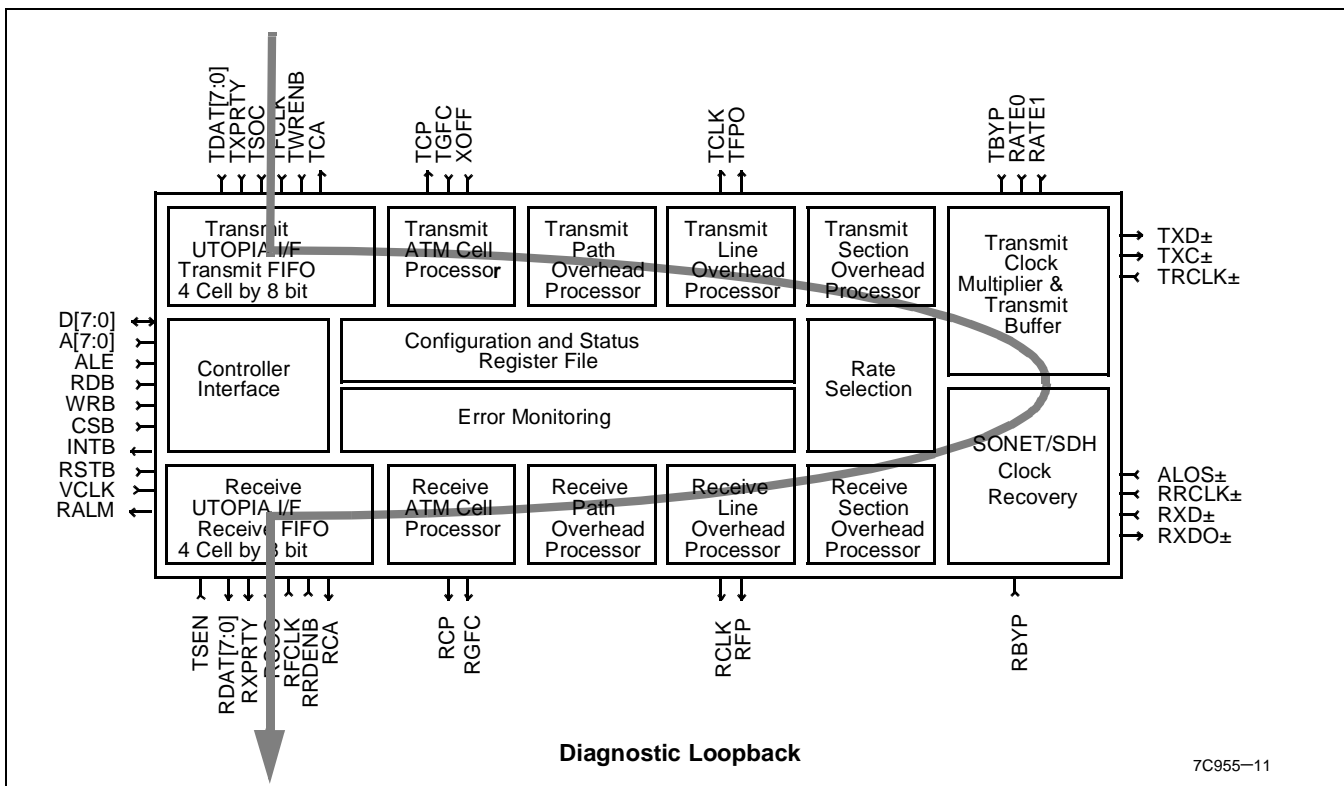 TDAT[7:0]
TXPRTY
TSOC
TFCLK
TWRENB
TCA
TCP
TGFC
XOFF
TCLK
TFPO
TBYP
RATE0
RATE1
Transmit
UTOPIA I/F
Transmit FIFO
4 Cell by 8 bit
Transmit
ATM Cell
Processor
Transmit
Path
Overhead
Processor
Transmit
Line
Overhead
Processor
Transmit
Section
Overhead
Processor
Transmit
Clock
Multiplier &
Transmit
Buffer
TXD±
TXC±
TRCLK±
D[7:0]
A[7:0]
ALE
RDB
WRB
CSB
INTB
RSTB
VCLK
RALM
Controller
Interface
Configuration and Status
Register File
Error Monitoring
Rate
Selection
SONET/SDH
Clock
Recovery
ALOS±
RRCLK±
RXD±
RXDO±
Receive
UTOPIA I/F
Receive FIFO
4 Cell by 8 bit
Receive
ATM Cell
Processor
Receive
Path
Overhead
Processor
Receive
Line
Overhead
Processor
Receive
Section
Overhead
Processor
TSEN
RDAT[7:0]
RXPRTY
RFCLK
RRDENB
RCA
RCP
RGFC
RCLK
RFP
RBYP
Diagnostic Loopback
7C955–11